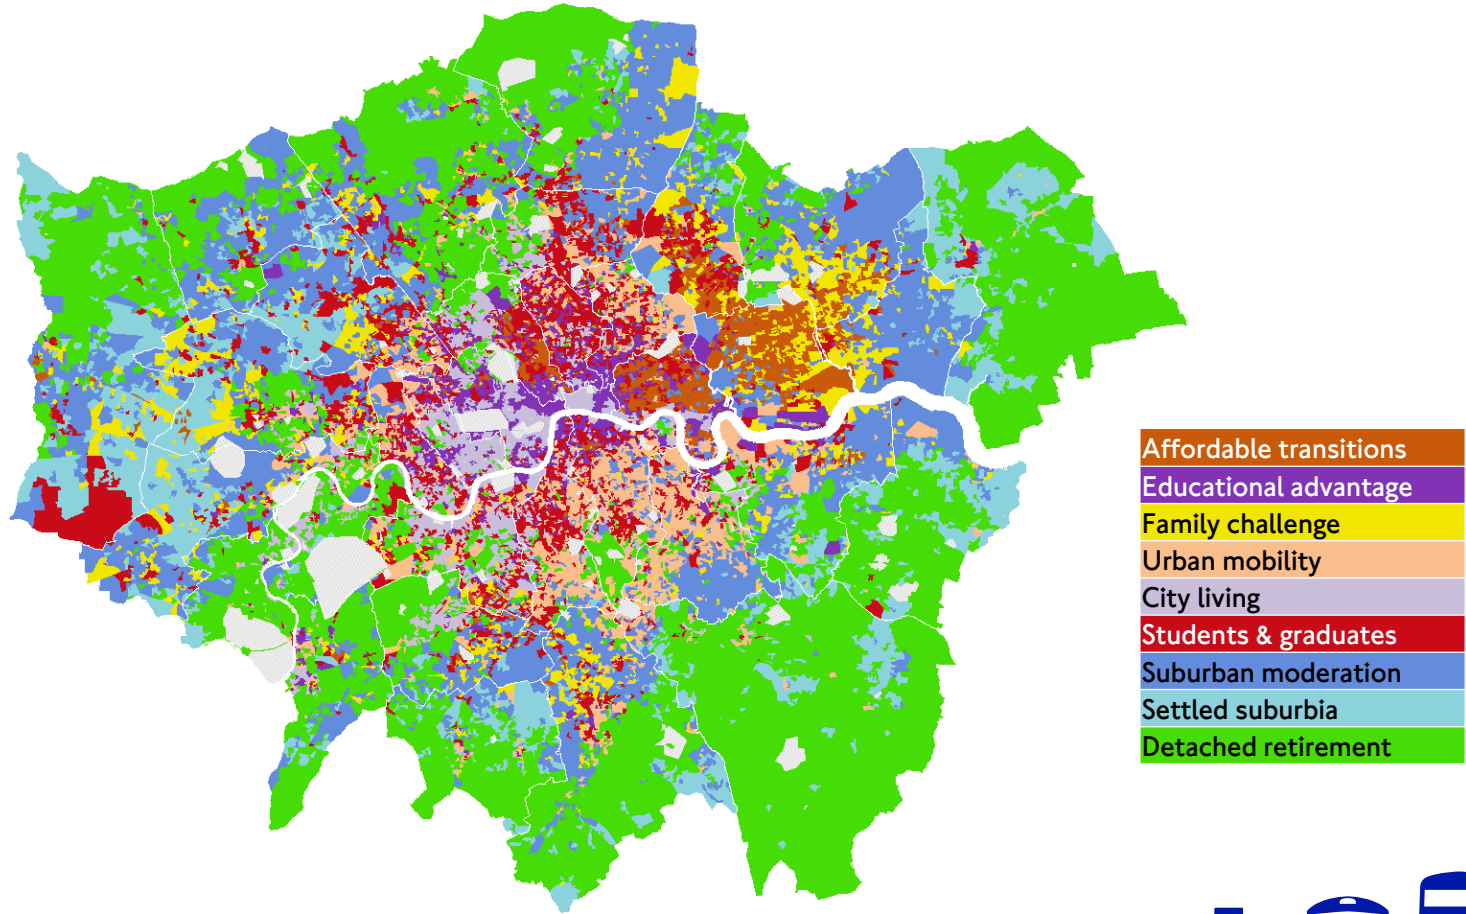 Affordable transitions
Educational advantage
Family challenge
Urban mobility
City living
Students & graduates
Suburban moderation
Settled suburbia
Detached retirement